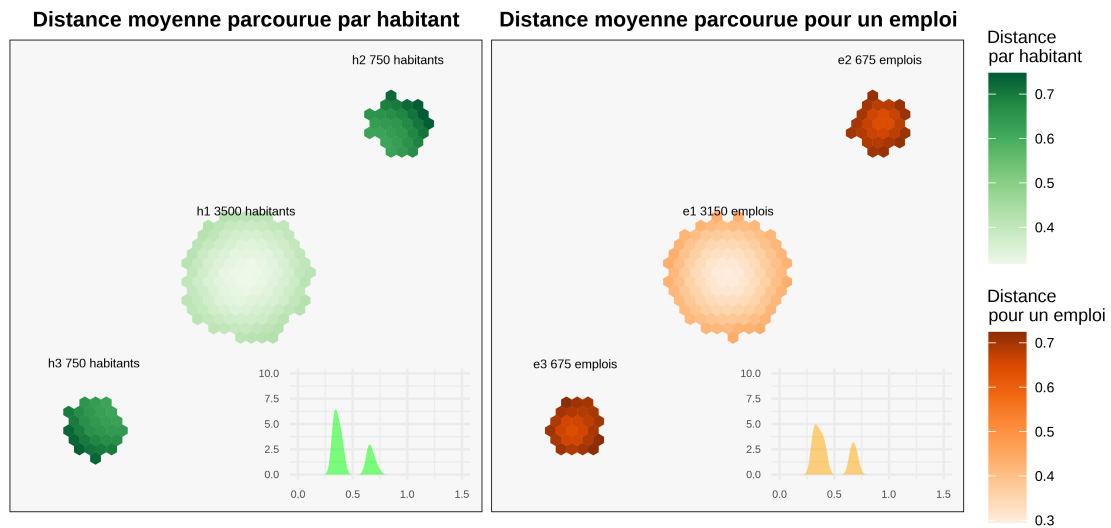 Distance moyenne parcourue par habitant
h2 750 habitants
h1 3500 habitants
h3 750 habitants
10.0
7.5
5.0
2.5
0.0
0.0 0.5 1.0 1.5
Distance moyenne parcourue pour un emploi
e2 675 emplois
e1 3150 emplois
e3 675 emplois
10.0
7.5
5.0
2.5
0.0
0.0 0.5 1.0 1.5
Distance
par habitant
0.7
0.6
0.5
0.4
Distance
pour un emploi
0.7
0.6
0.5
0.4
0.3